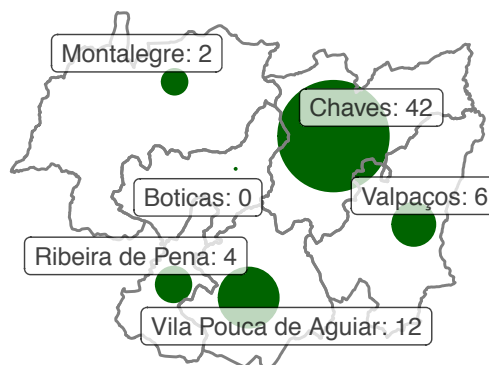 Montalegre: 2
Chaves: 42
Boticas: 0
Valpaços: 6
Ribeira de Pena: 4
Vila Pouca de Aguiar: 12